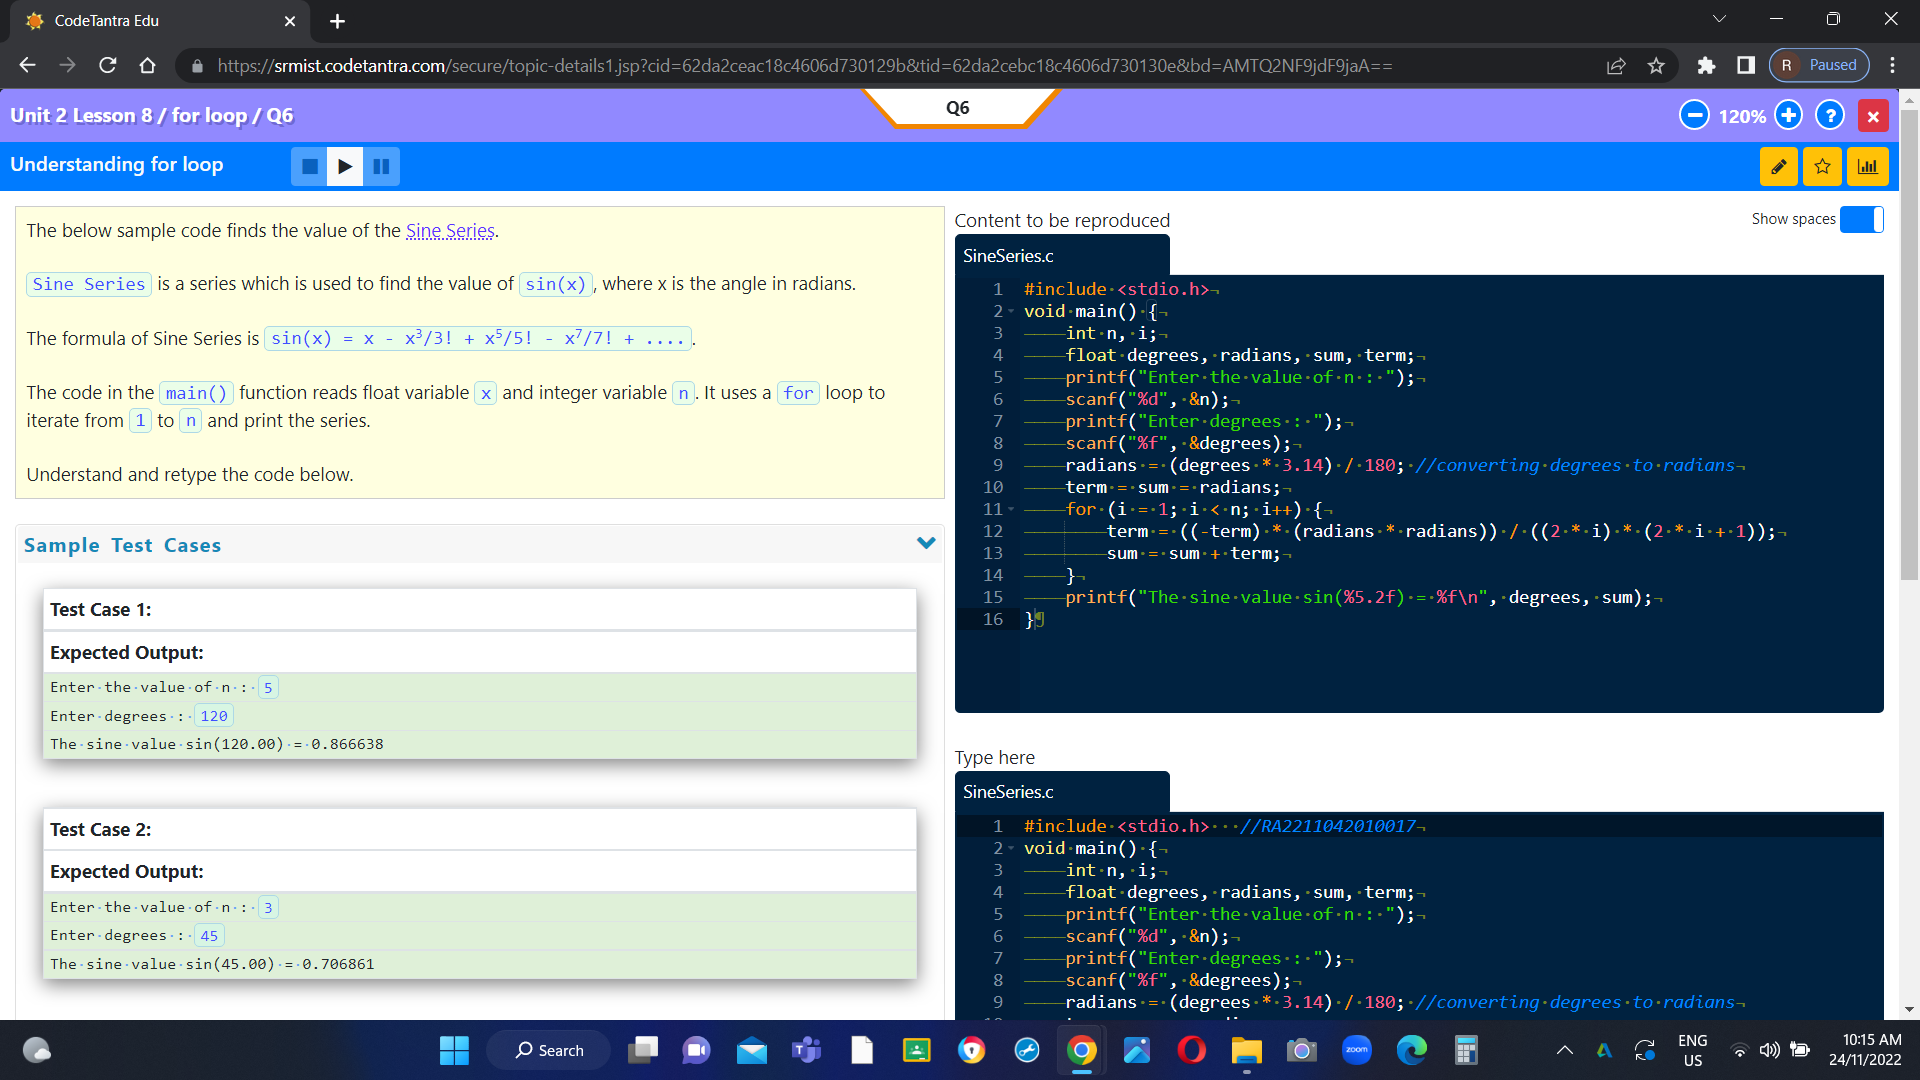 CodeTantra Edu
https://srmist.codetantra.com/secure/topic-details1.jsp?cid=62da2ceac18c4606d730129b&tid=62da2cebc18c4606d730130e&bd=AMTQ2NF9jdF9jaA==
R Paused
Unit 2 Lesson 8 / for loop / Q6
Q6
120%
Understanding for loop
The below sample code finds the value of the Sine Series.
Sine Series is a series which is used to find the value of sin(x), where x is the angle in radians.
The formula of Sine Series is sin(x) = x - x³/3! + x⁵/5! - x⁷/7! + .....
The code in the main() function reads float variable x and integer variable n. It uses a for loop to
iterate from 1 to n and print the series.
Understand and retype the code below.
Sample Test Cases
Test Case 1:
Expected Output:
Enter·the·value·of·n·:· 5
Enter·degrees·:· 120
The·sine·value·sin(120.00)·=·0.866638
Test Case 2:
Expected Output:
Enter·the·value·of·n·:· 3
Enter·degrees·:· 45
The·sine·value·sin(45.00)·=·0.706861
Content to be reproduced
Show spaces
SineSeries.c
1 #include·<stdio.h>¬
2 void·main()·{¬
3 int·n,·i;¬
4 float·degrees,·radians,·sum,·term;¬
5 printf("Enter·the·value·of·n·:·");¬
6 scanf("%d",·&n);¬
7 printf("Enter·degrees·:·");¬
8 scanf("%f",·&degrees);¬
9 radians·=·(degrees·*·3.14)·/·180;·//converting·degrees·to·radians¬
10 term·=·sum·=·radians;¬
11 for·(i·=·1;·i·<·n;·i++)·{¬
12 term·=·((-term)·*·(radians·*·radians))·/·((2·*·i)·*·(2·*·i·+·1));¬
13 sum·=·sum·+·term;¬
14 }¬
15 printf("The·sine·value·sin(%5.2f)·=·%f\n",·degrees,·sum);¬
16 }¶
Type here
SineSeries.c
1 #include·<stdio.h>···//RA2211042010017¬
2 void·main()·{¬
3 int·n,·i;¬
4 float·degrees,·radians,·sum,·term;¬
5 printf("Enter·the·value·of·n·:·");¬
6 scanf("%d",·&n);¬
7 printf("Enter·degrees·:·");¬
8 scanf("%f",·&degrees);¬
9 radians·=·(degrees·*·3.14)·/·180;·//converting·degrees·to·radians¬
Search
zoom
ENG
US
10:15 AM
24/11/2022